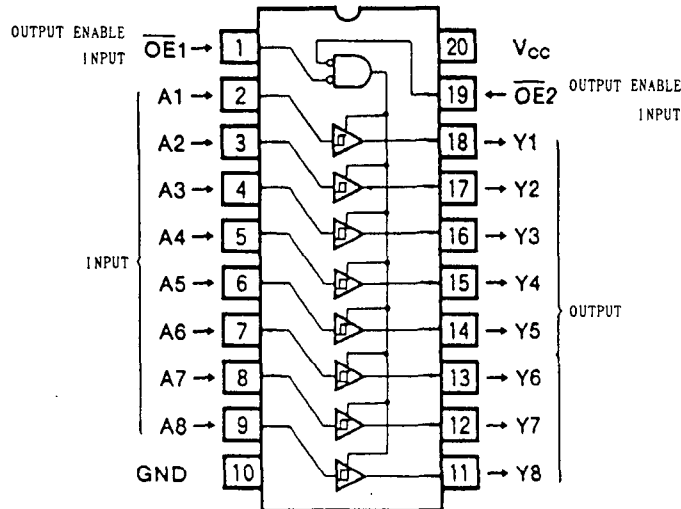 OUTPUT ENABLE
INPUT
OE1→ 1
20 Vcc
19 ←OE2
OUTPUT ENABLE
INPUT
A1→ 2
18 →Y1
A2→ 3
17 →Y2
A3→ 4
16 →Y3
A4→ 5
15 →Y4
INPUT
A5→ 6
14 →Y5
OUTPUT
A6→ 7
13 →Y6
A7→ 8
12 →Y7
A8→ 9
11 →Y8
GND 10